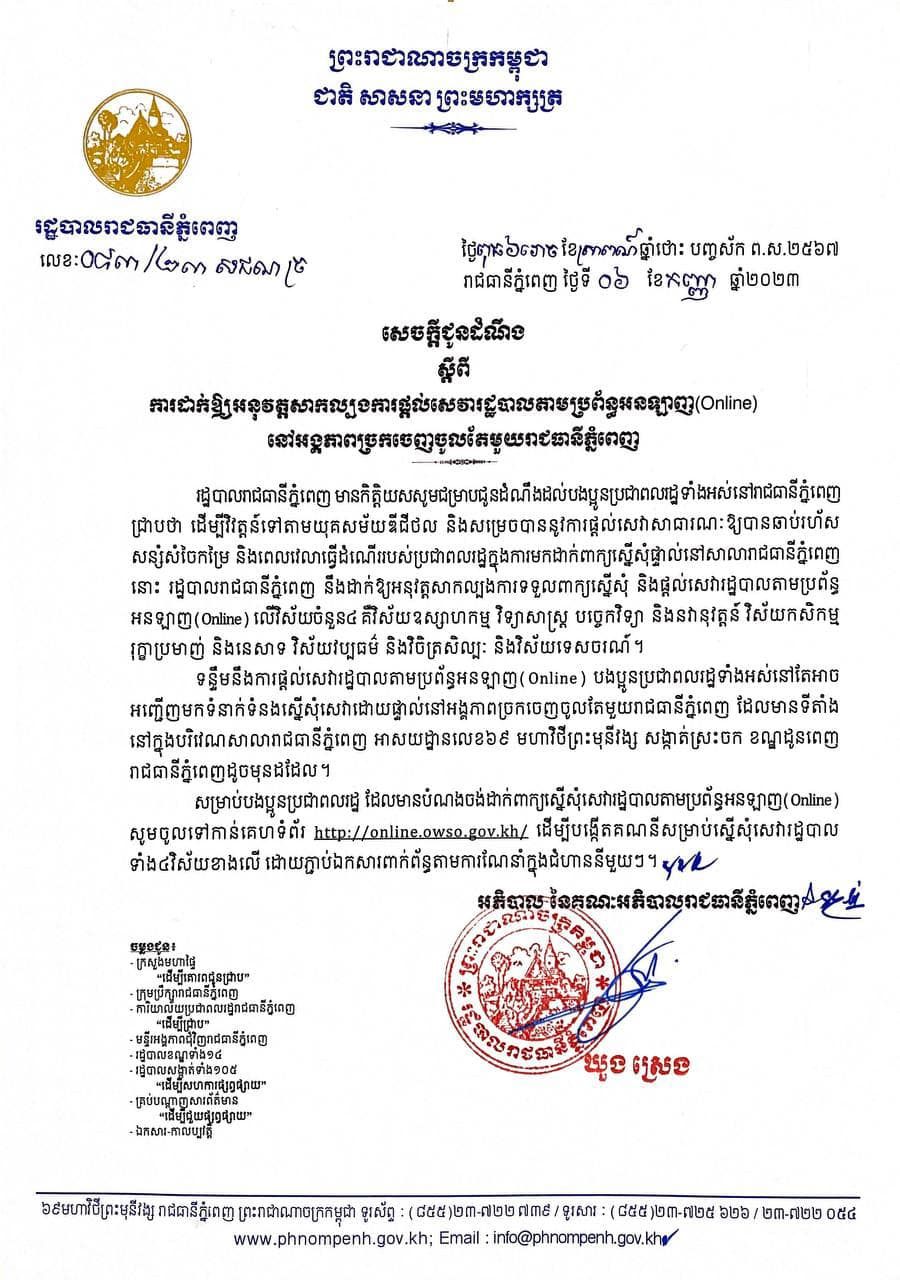 ព្រះរាជាណាចក្រកម្ពុជា
ជាតិ សាសនា ព្រះមហាក្សត្រ
រដ្ឋបាលរាជធានីភ្នំពេញ
លេខៈ
ថ្ងៃពុធ ៦រោច ខែស្រាពណ៍ ឆ្នាំថោះ បញ្ចស័ក ព.ស.២៥៦៧
រាជធានីភ្នំពេញ ថ្ងៃទី ០៦ ខែកញ្ញា ឆ្នាំ២០២៣
សេចក្តីជូនដំណឹង
ស្តីពី
ការដាក់ឱ្យអនុវត្តសាកល្បងការផ្តល់សេវារដ្ឋបាលតាមប្រព័ន្ធអនឡាញ(Online)
នៅអង្គភាពច្រកចេញចូលតែមួយរាជធានីភ្នំពេញ
រដ្ឋបាលរាជធានីភ្នំពេញ មានកិត្តិយសសូមជម្រាបជូនដំណឹងដល់បងប្អូនប្រជាពលរដ្ឋទាំងអស់នៅរាជធានីភ្នំពេញ
ជ្រាបថា ដើម្បីវិវត្តន៍ទៅតាមយុគសម័យឌីជីថល និងសម្រេចបាននូវការផ្តល់សេវាសាធារណៈឱ្យបានឆាប់រហ័ស
សន្សំសំចៃកម្រៃ និងពេលវេលាធ្វើដំណើររបស់ប្រជាពលរដ្ឋក្នុងការមកដាក់ពាក្យស្នើសុំផ្ទាល់នៅសាលារាជធានីភ្នំពេញ
នោះ រដ្ឋបាលរាជធានីភ្នំពេញ នឹងដាក់ឱ្យអនុវត្តសាកល្បងការទទួលពាក្យស្នើសុំ និងផ្តល់សេវារដ្ឋបាលតាមប្រព័ន្ធ
អនឡាញ(Online) លើវិស័យចំនួន៤ គឺវិស័យឧស្សាហកម្ម វិទ្យាសាស្ត្រ បច្ចេកវិទ្យា និងនវានុវត្តន៍ វិស័យកសិកម្ម
រុក្ខាប្រមាញ់ និងនេសាទ វិស័យវប្បធម៌ និងវិចិត្រសិល្បៈ និងវិស័យទេសចរណ៍។
ទន្ទឹមនឹងការផ្តល់សេវារដ្ឋបាលតាមប្រព័ន្ធអនឡាញ(Online) បងប្អូនប្រជាពលរដ្ឋទាំងអស់នៅតែអាច
អញ្ជើញមកទំនាក់ទំនងស្នើសុំសេវាដោយផ្ទាល់នៅអង្គភាពច្រកចេញចូលតែមួយរាជធានីភ្នំពេញ ដែលមានទីតាំង
នៅក្នុងបរិវេណសាលារាជធានីភ្នំពេញ អាសយដ្ឋានលេខ៦៩ មហាវិថីព្រះមុនីវង្ស សង្កាត់ស្រះចក ខណ្ឌដូនពេញ
រាជធានីភ្នំពេញដូចមុនដដែល។
សម្រាប់បងប្អូនប្រជាពលរដ្ឋ ដែលមានបំណងចង់ដាក់ពាក្យស្នើសុំសេវារដ្ឋបាលតាមប្រព័ន្ធអនឡាញ(Online)
សូមចូលទៅកាន់គេហទំព័រ http://online.owso.gov.kh/ ដើម្បីបង្កើតគណនីសម្រាប់ស្នើសុំសេវារដ្ឋបាល
ទាំង៤វិស័យខាងលើ ដោយភ្ជាប់ឯកសារពាក់ព័ន្ធតាមការណែនាំក្នុងជំហាននីមួយៗ។
អភិបាល នៃគណៈអភិបាលរាជធានីភ្នំពេញ
ព្រះរាជាណាចក្រកម្ពុជា
រដ្ឋបាលរាជធានីភ្នំពេញ
ឃួង ស្រេង
ចម្លងជូន៖
- ក្រសួងមហាផ្ទៃ
“ដើម្បីគោរពជូនជ្រាប”
- ក្រុមប្រឹក្សារាជធានីភ្នំពេញ
- ការិយាល័យប្រជាពលរដ្ឋរាជធានីភ្នំពេញ
“ដើម្បីជ្រាប”
- មន្ទីរអង្គភាពជុំវិញរាជធានីភ្នំពេញ
- រដ្ឋបាលខណ្ឌទាំង១៤
- រដ្ឋបាលសង្កាត់ទាំង១០៥
“ដើម្បីសហការផ្សព្វផ្សាយ”
- គ្រប់បណ្តាញសារព័ត៌មាន
“ដើម្បីជួយផ្សព្វផ្សាយ”
- ឯកសារ-កាលប្បវត្តិ
៦៩មហាវិថីព្រះមុនីវង្ស រាជធានីភ្នំពេញ ព្រះរាជាណាចក្រកម្ពុជា ទូរស័ព្ទ : (៨៥៥)២៣-៧២២ ៧៣៩ / ទូរសារ : (៨៥៥)២៣-៧២៥ ៦២៦ / ២៣-៧២២ ០៥៤
www.phnompenh.gov.kh; Email : info@phnompenh.gov.kh